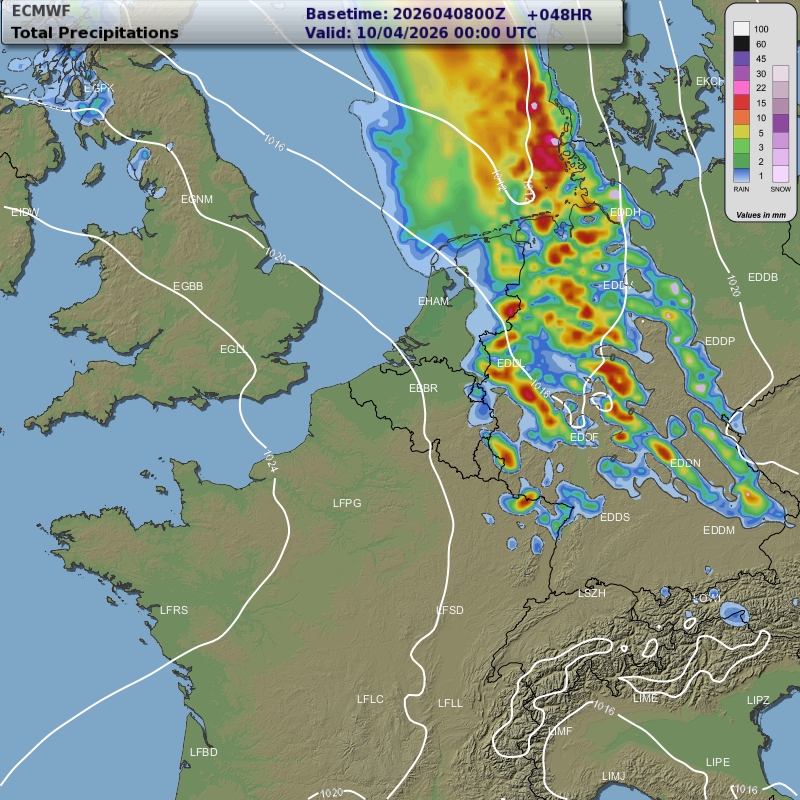 ECMWF
Basetime: 2026040800Z +048HR
Total Precipitations
Valid: 10/04/2026 00:00 UTC
100
60
45
30
22
15
10
5
3
2
1
RAIN
SNOW
Values in mm
EGPK
EKCH
1016
1012
EGNM
EIDW
EDDH
1020
EGBB
EHAM
EDDB
1020
EGLL
EDDP
EDDL
EBBR
1016
EDDF
1024
EDDN
LFPG
EDDS
EDDM
LSZH
LOWI
LFRS
LFSD
LFLC
LFLL
LIME
LIPZ
1016
LIMF
LFBD
LIPE
LIMJ
1020
1016